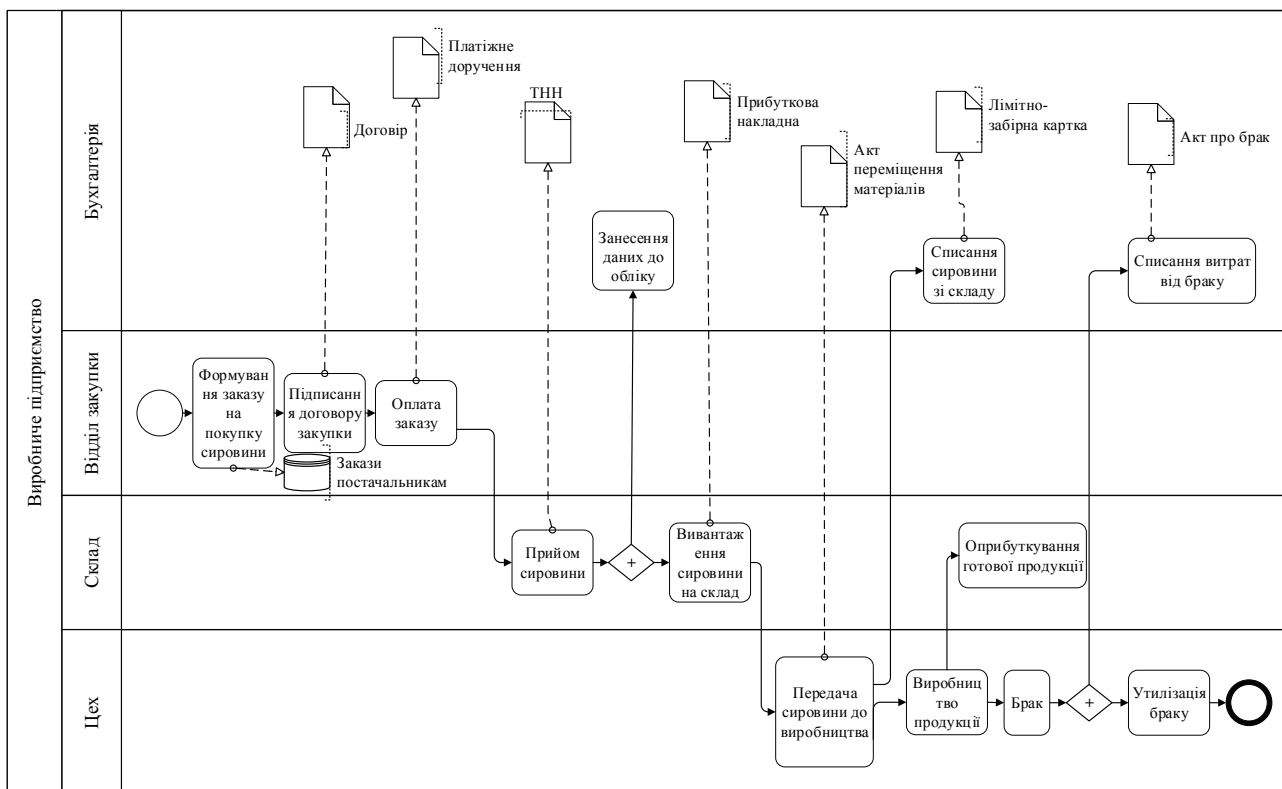 Виробниче підприємство
Бухгалтерія
Договір
Платіжне
доручення
ТНН
Прибуткова
накладна
Акт
переміщення
матеріалів
Лімітно-
забірна картка
Акт про брак
Занесення
даних до
обліку
Списання
сировини
зі складу
Списання витрат
від браку
Відділ закупки
Формуван
ня заказу
на
покупку
сировини
Підписанн
я договору
закупки
Оплата
заказу
Закази
постачальникам
Склад
Прийом
сировини
+
Вивантаж
ення
сировини
на склад
Оприбуткування
готової продукції
Цех
Передача
сировини до
виробництва
Виробниц
тво
продукції
Брак
+
Утилізація
браку